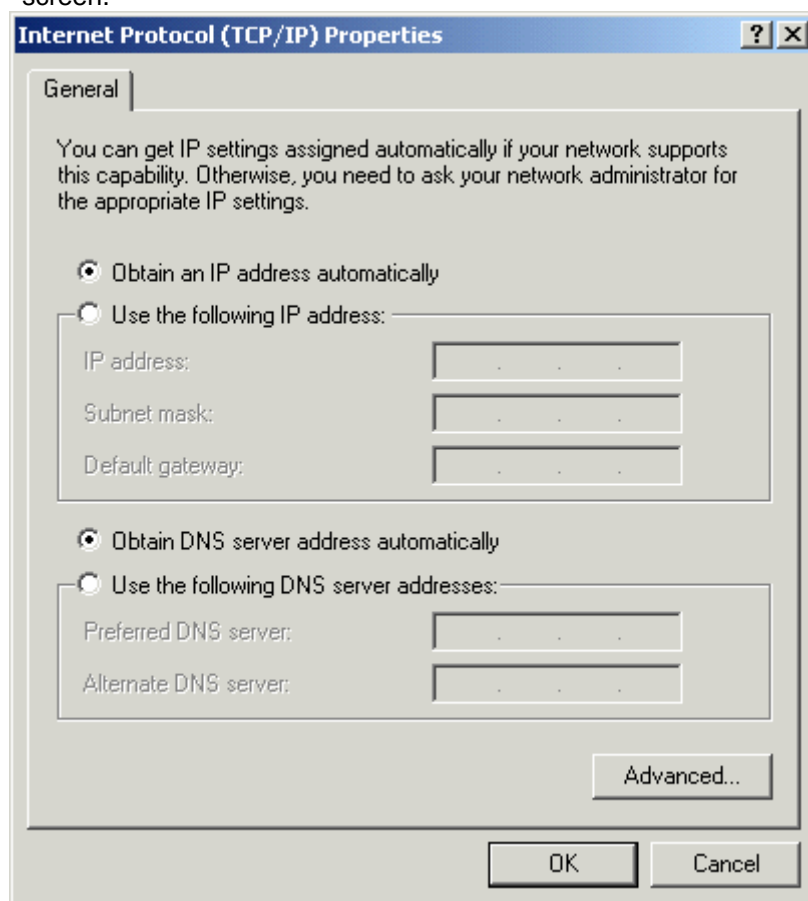 screen.
Internet Protocol (TCP/IP) Properties
General
You can get IP settings assigned automatically if your network supports
this capability. Otherwise, you need to ask your network administrator for
the appropriate IP settings.
Obtain an IP address automatically
Use the following IP address:
IP address:
Subnet mask:
Default gateway:
Obtain DNS server address automatically
Use the following DNS server addresses:
Preferred DNS server:
Alternate DNS server:
Advanced...
OK Cancel